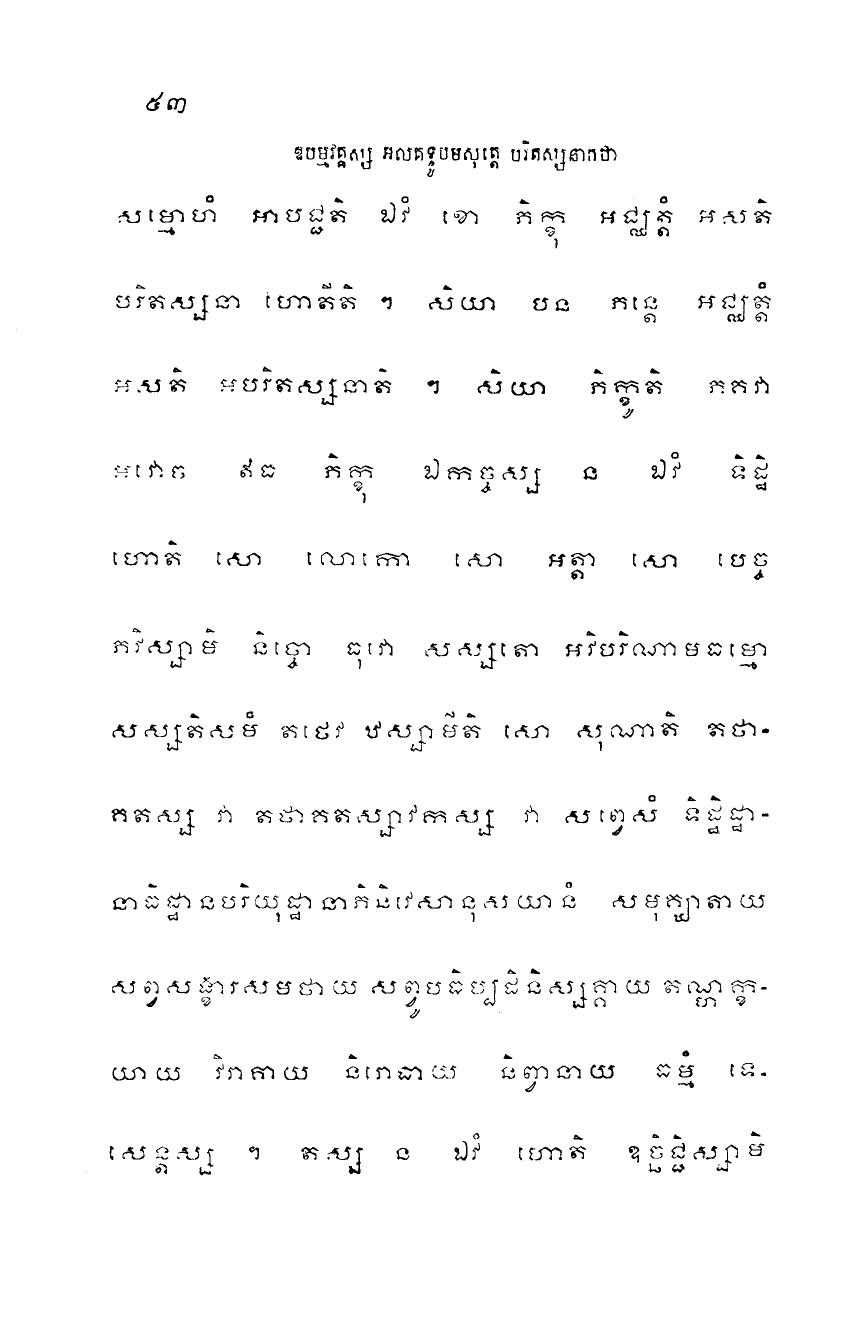 ៥៣
ឱបម្មវគ្គស្ស អលគទ្ទូបមសុត្តេ បរិតស្សនាកថា
សម្មោហំ អាបជ្ជតិ ឯវំ ខោ ភិក្ខុ អជ្ឈត្តំ អសតិ
បរិតស្សនា ហោតីតិ ។ សិយា បន ភន្តេ អជ្ឈត្តំ
អសតិ អបរិតស្សនាតិ ។ សិយា ភិក្ខូតិ ភគវា
អវោច ឥធ ភិក្ខុ ឯកច្ចស្ស ន ឯវំ ទិដ្ឋិ
ហោតិ សោ លោកោ សោ អត្តា សោ បេច្ច
ភវិស្សាមិ និច្ចោ ធុវោ សស្សតោ អវិបរិណាមធម្មោ
សស្សតិសមំ តថេវ ឋស្សាមីតិ សោ សុណាតិ តថា-
គតស្ស វា តថាគតស្សាវកស្ស វា សព្វេសំ ទិដ្ឋិដ្ឋា-
នាធិដ្ឋានបរិយុដ្ឋានាភិនិវេសានុសយានំ សមុក្ឃាតាយ
សព្វសង្ខារសមថាយ សព្វូបធិប្បដិនិស្សគ្គាយ តណ្ហក្ខ-
យាយ វិរាគាយ និរោធាយ និព្វានាយ ធម្មំ ទេ-
សេន្តស្ស ។ តស្ស ន ឯវំ ហោតិ ឧច្ឆិជ្ជិស្សាមិ